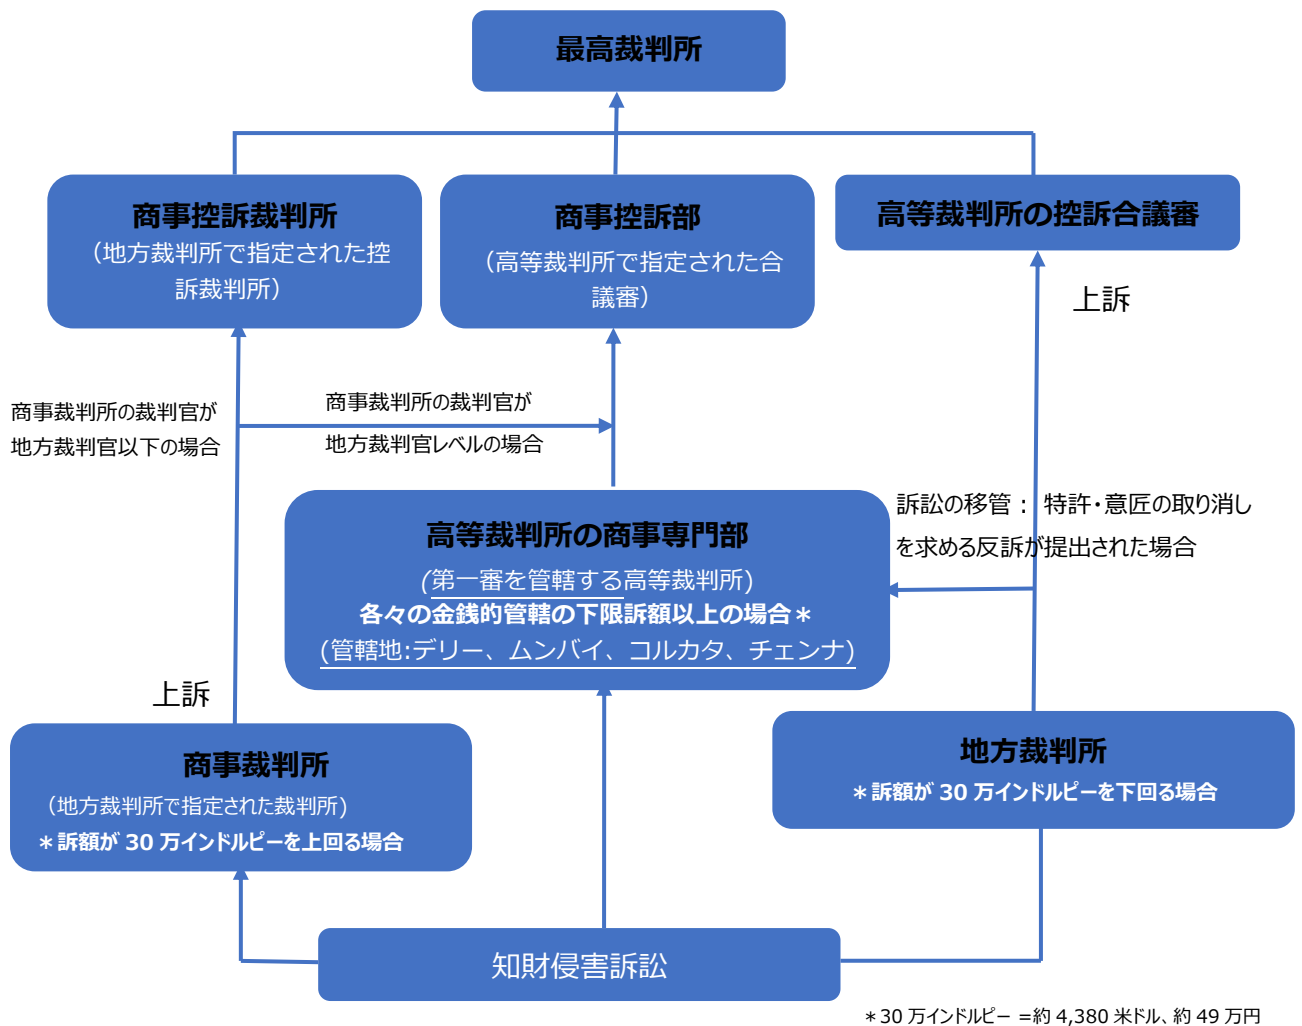 最高裁判所
商事控訴裁判所
（地方裁判所で指定された控
訴裁判所）
商事控訴部
（高等裁判所で指定された合
議審）
高等裁判所の控訴合議審
上訴
商事裁判所の裁判官が
地方裁判官以下の場合
商事裁判所の裁判官が
地方裁判官レベルの場合
高等裁判所の商事専門部
(第一審を管轄する高等裁判所)
各々の金銭的管轄の下限訴額以上の場合＊
(管轄地:デリー、ムンバイ、コルカタ、チェンナ)
訴訟の移管： 特許・意匠の取り消し
を求める反訴が提出された場合
上訴
商事裁判所
（地方裁判所で指定された裁判所)
＊訴額が 30 万インドルピーを上回る場合
地方裁判所
＊訴額が 30 万インドルピーを下回る場合
知財侵害訴訟
＊30 万インドルピー =約 4,380 米ドル、約 49 万円